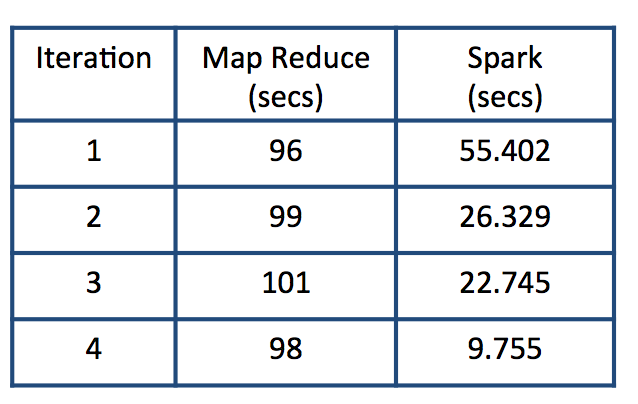 Iteration Map Reduce (secs) Spark (secs)
1 96 55.402
2 99 26.329
3 101 22.745
4 98 9.755